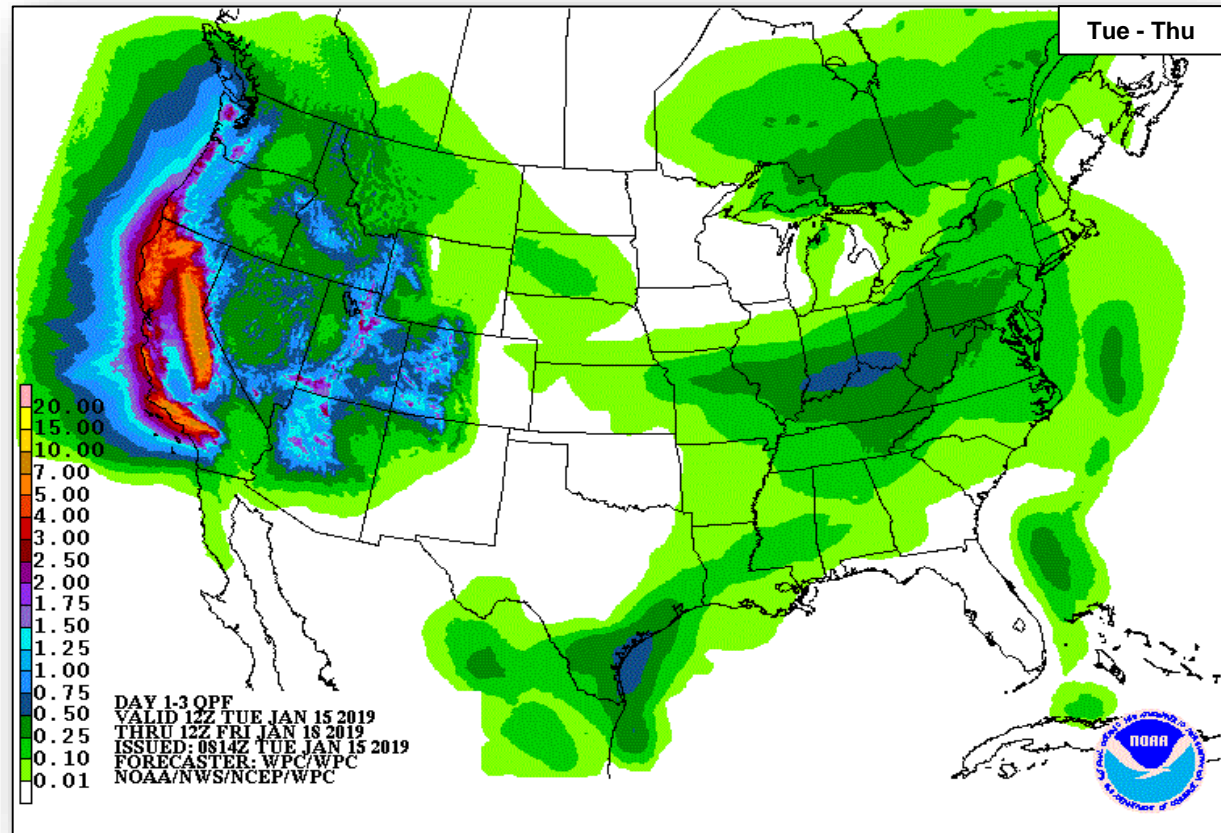 Tue - Thu
20.00
15.00
10.00
7.00
5.00
4.00
3.00
2.50
2.00
1.75
1.50
1.25
1.00
0.75
0.50
0.25
0.10
0.01
DAY 1-3 QPF
VALID 12Z TUE JAN 15 2019
THRU 12Z FRI JAN 18 2019
ISSUED: 0814Z TUE JAN 15 2019
FORECASTER: WPC/WPC
NOAA/NWS/NCEP/WPC
NOAA